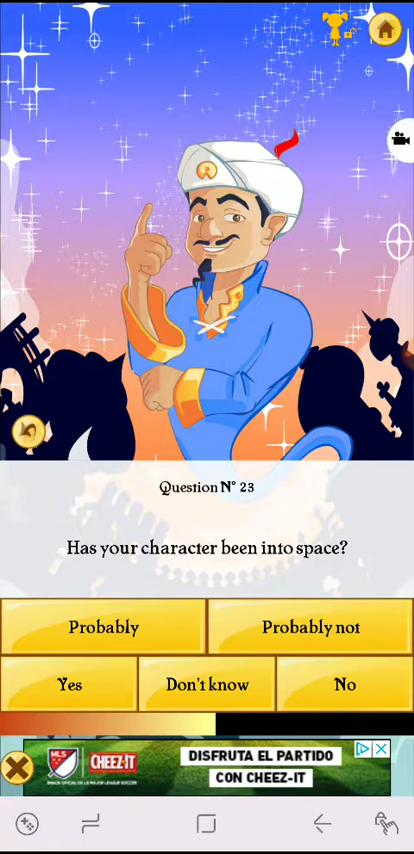 Question N° 23
Has your character been into space?
Probably
Probably not
Yes
Don't know
No
MLS
CHEEZ-IT
DISFRUTA EL PARTIDO
CON CHEEZ-IT